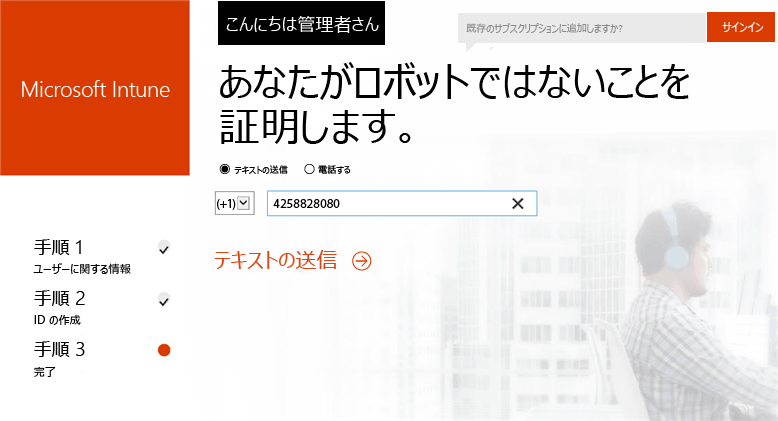 こんにちは管理者さん
既存のサブスクリプションに追加しますか?
サインイン
Microsoft Intune
あなたがロボットではないことを
証明します。
テキストの送信
電話する
(+1)
4258828080
テキストの送信
手順 1
ユーザーに関する情報
手順 2
ID の作成
手順 3
完了